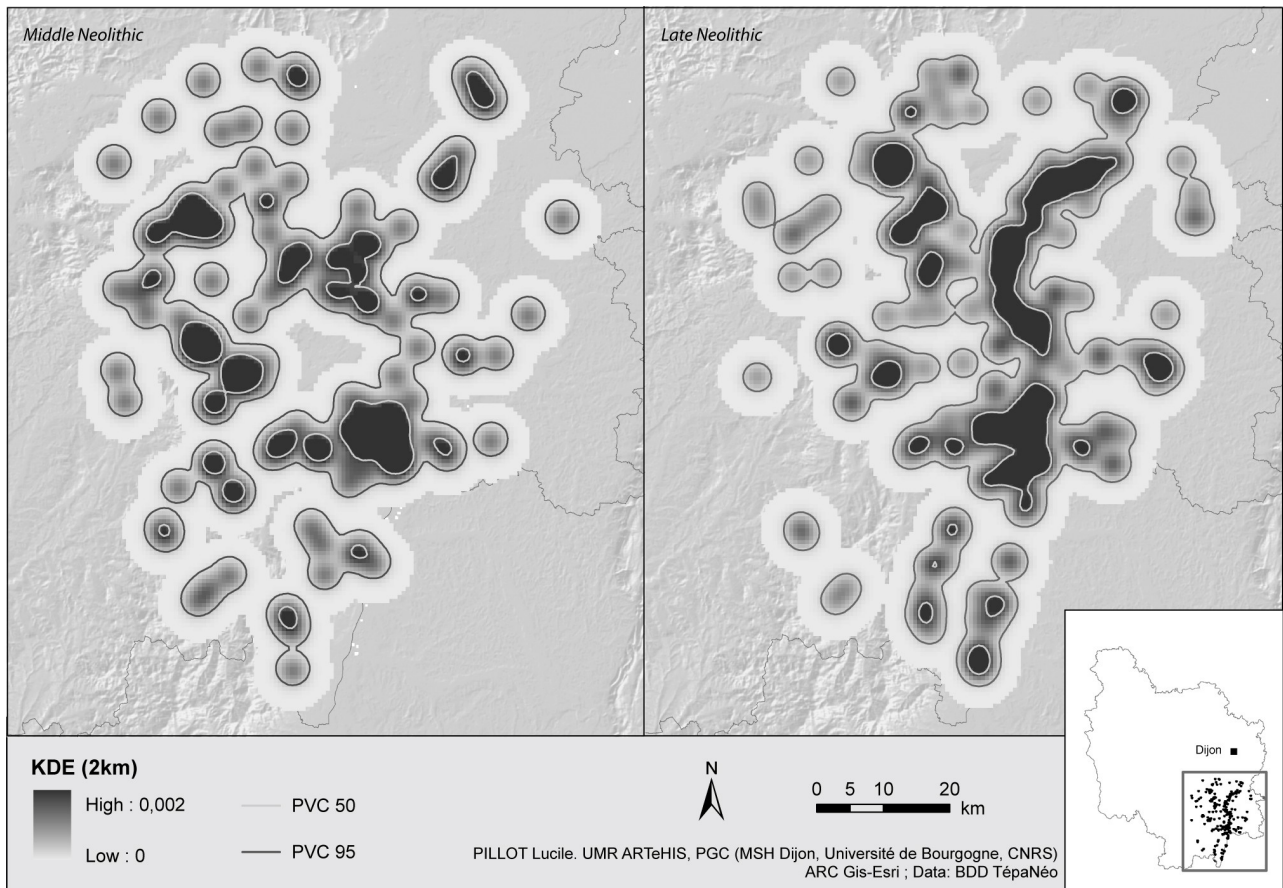 Middle Neolithic
Late Neolithic
KDE (2km)
High : 0,002
Low : 0
PVC 50
PVC 95
N
0 5 10 20
km
PILLOT Lucile. UMR ARTeHIS, PGC (MSH Dijon, Université de Bourgogne, CNRS)
ARC Gis-Esri ; Data: BDD TépaNéo
Dijon